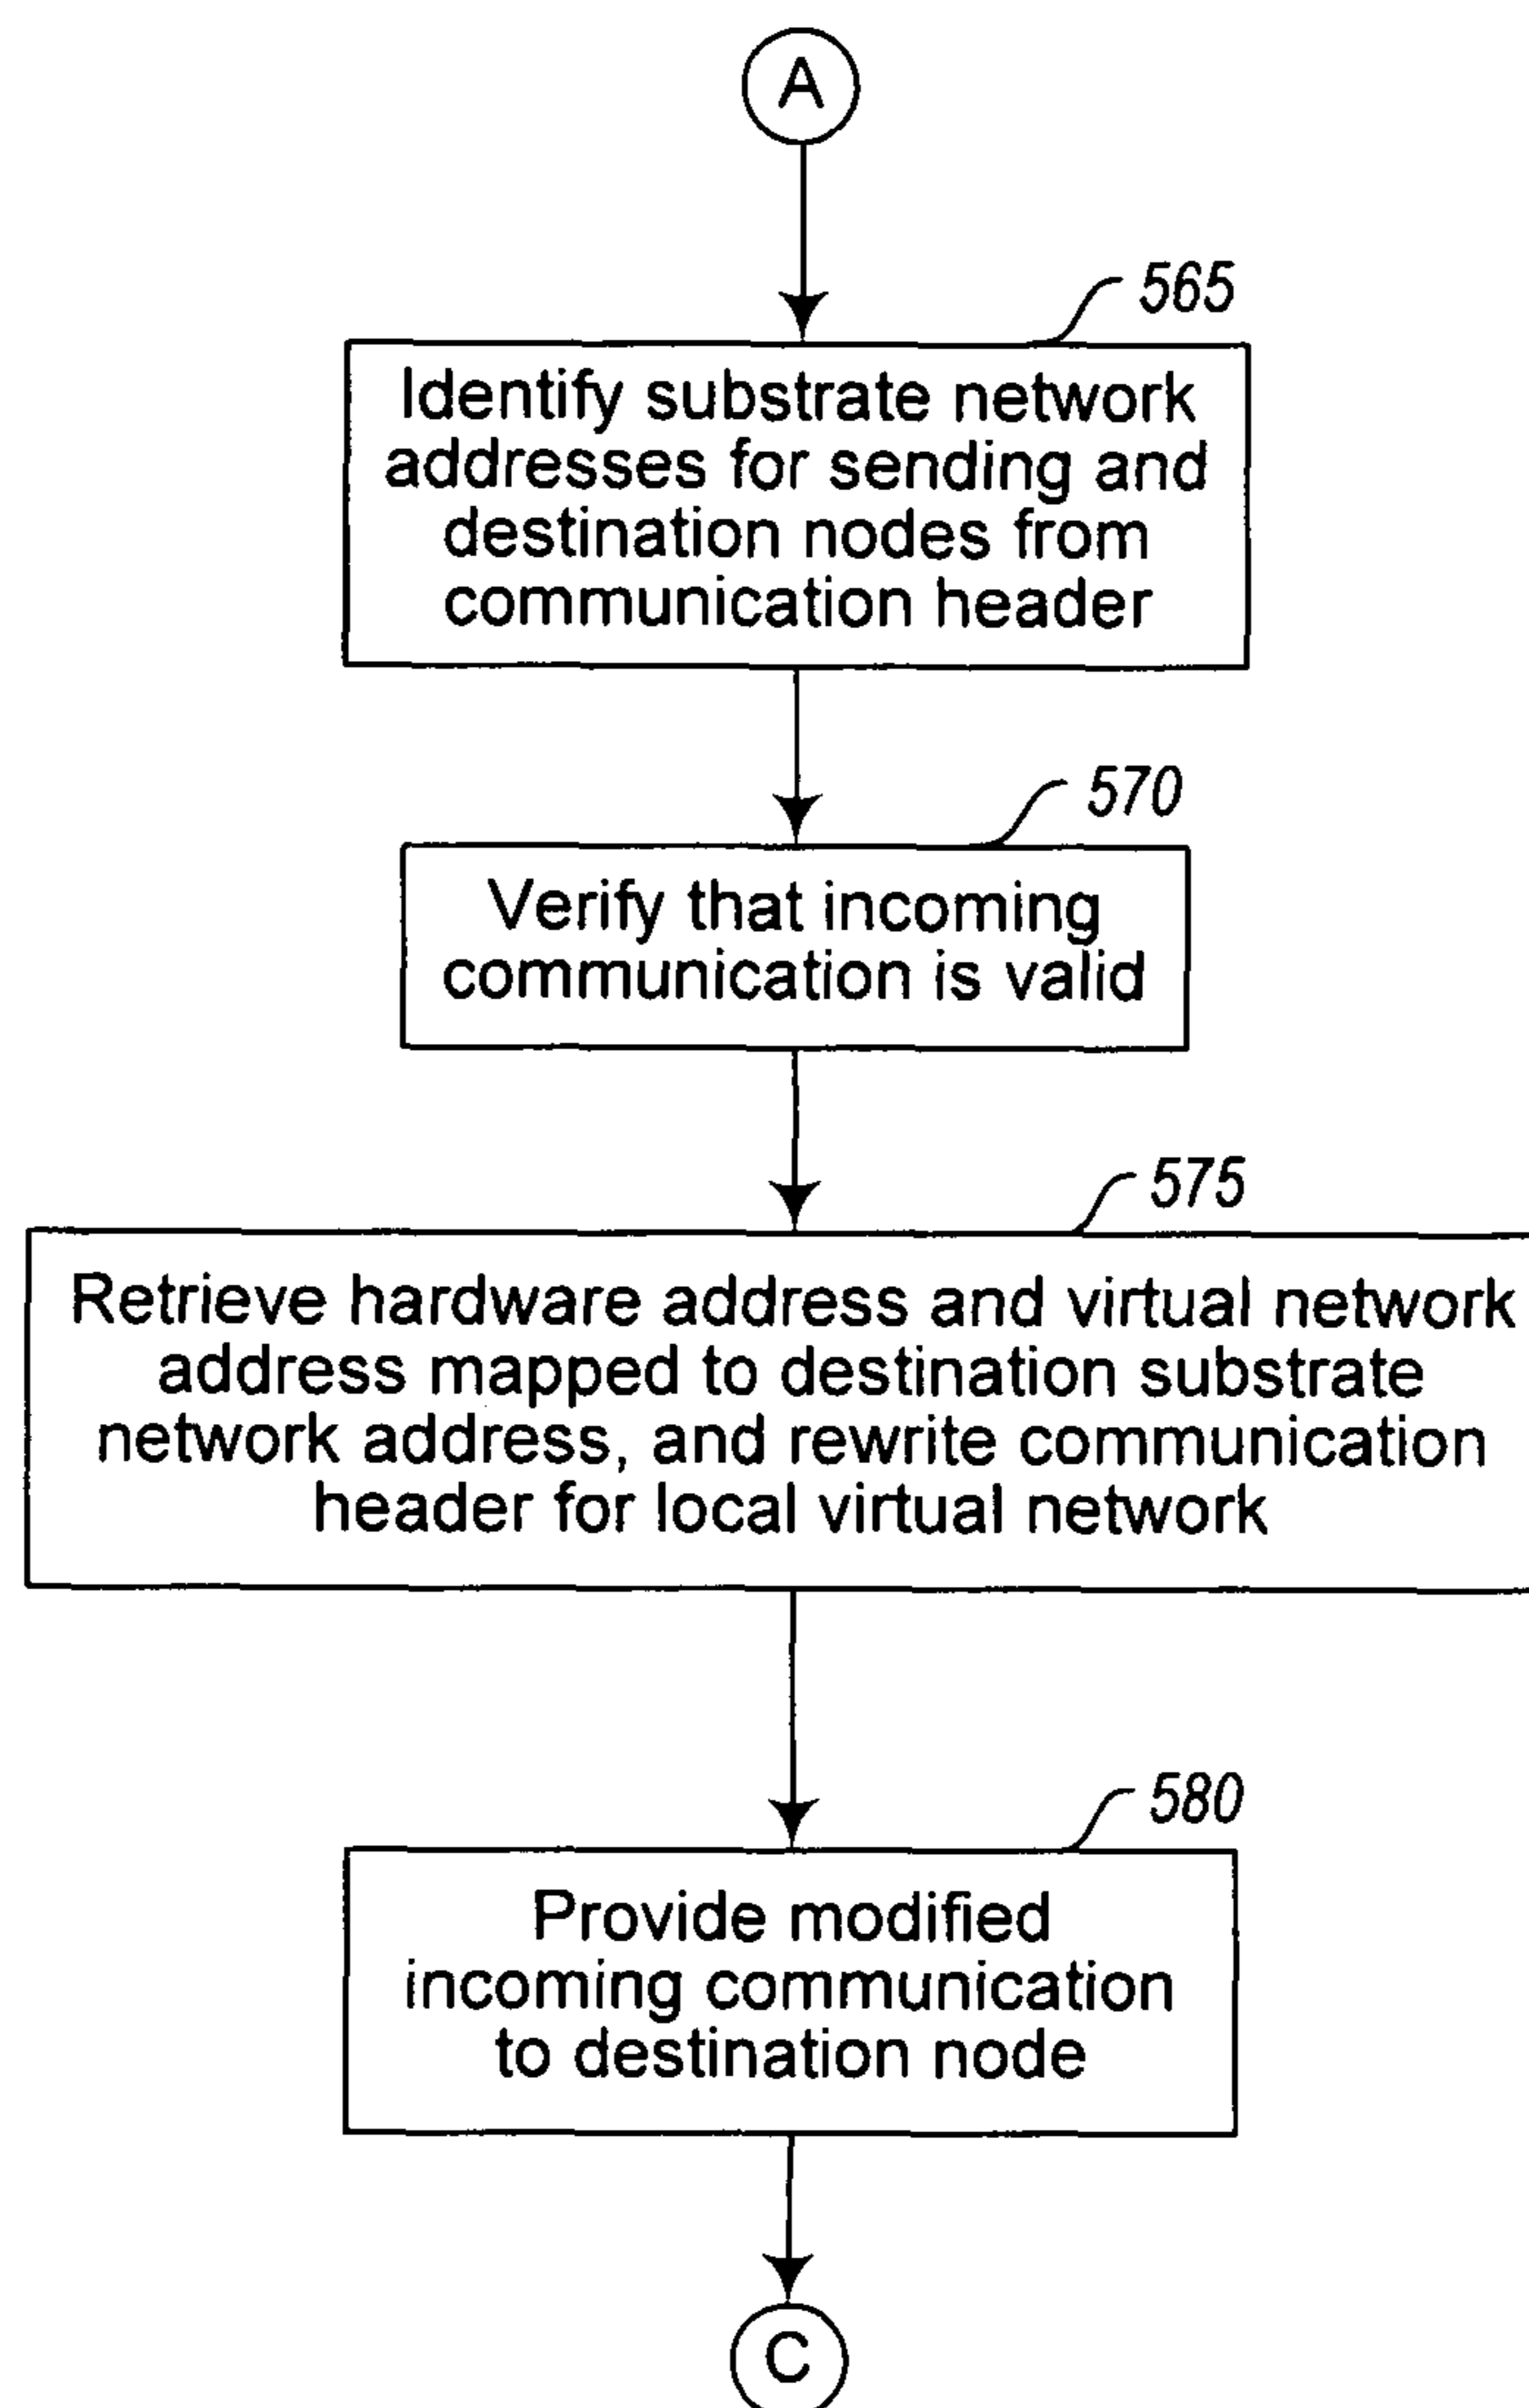 A
565
Identify substrate network
addresses for sending and
destination nodes from
communication header
570
Verify that incoming
communication is valid
575
Retrieve hardware address and virtual network
address mapped to destination substrate
network address, and rewrite communication
header for local virtual network
580
Provide modified
incoming communication
to destination node
C